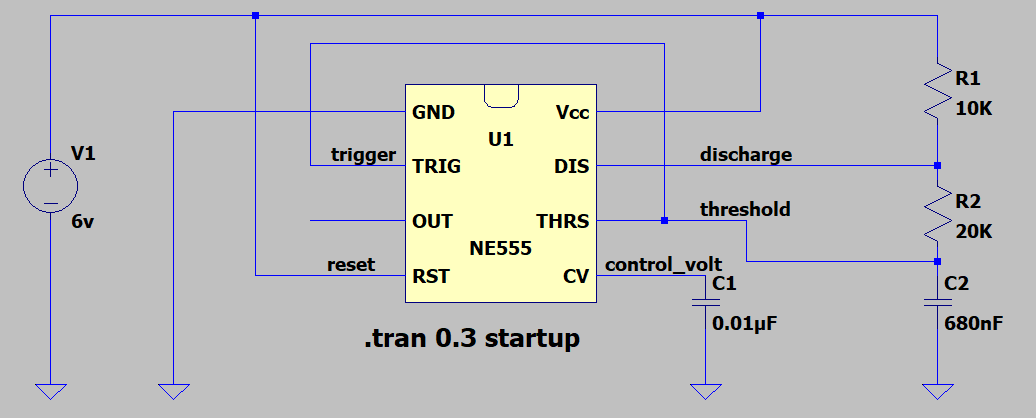 V1
6v
GND
Vcc
U1
trigger
TRIG
DIS
discharge
OUT
THRS
threshold
NE555
reset
RST
CV
control_volt
R1
10K
R2
20K
C1
0.01µF
C2
680nF
.tran 0.3 startup